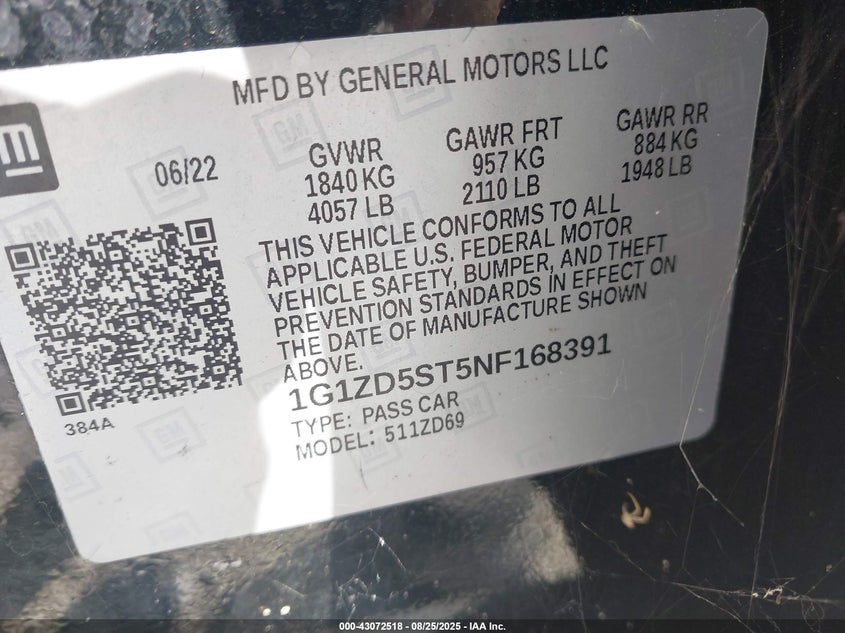 MFD BY GENERAL MOTORS LLC
06/22
GVWR
1840 KG
4057 LB
GAWR FRT
957 KG
2110 LB
GAWR RR
884 KG
1948 LB
THIS VEHICLE CONFORMS TO ALL
APPLICABLE U.S. FEDERAL MOTOR
VEHICLE SAFETY, BUMPER, AND THEFT
PREVENTION STANDARDS IN EFFECT ON
THE DATE OF MANUFACTURE SHOWN
ABOVE.
1G1ZD5ST5NF168391
TYPE: PASS CAR
MODEL: 511ZD69
384A
000-43072518 - 08/25/2025 - IAA Inc.